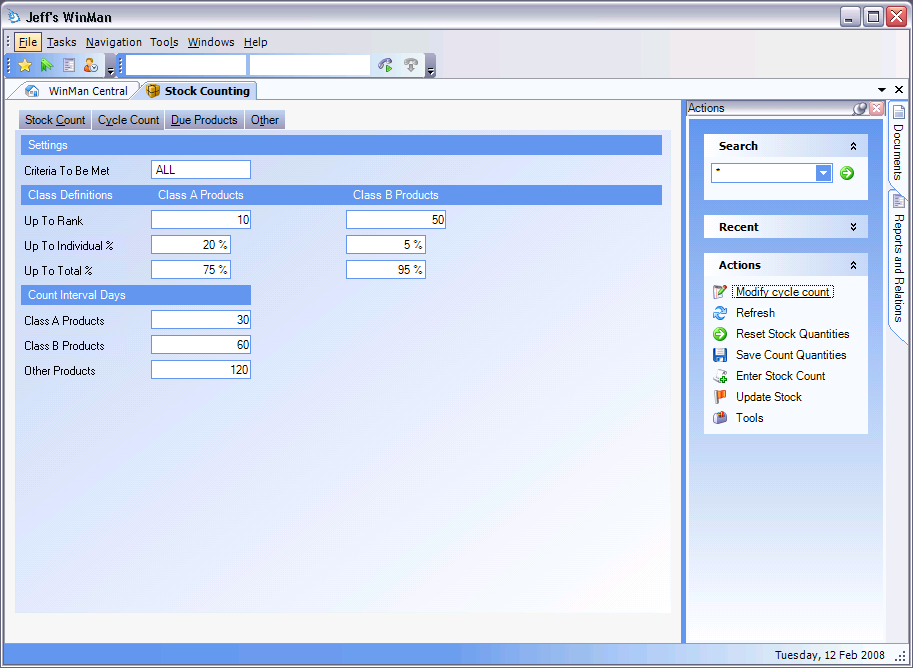 Jeff's WinMan
File Tasks Navigation Tools Windows Help
WinMan Central Stock Counting
Stock Count Cycle Count Due Products Other
Settings
Criteria To Be Met ALL
Class Definitions Class A Products Class B Products
Up To Rank 10 50
Up To Individual % 20 % 5 %
Up To Total % 75 % 95 %
Count Interval Days
Class A Products 30
Class B Products 60
Other Products 120
Actions
Search
*
Recent
Actions
Modify cycle count
Refresh
Reset Stock Quantities
Save Count Quantities
Enter Stock Count
Update Stock
Tools
Documents
Reports and Relations
Tuesday, 12 Feb 2008